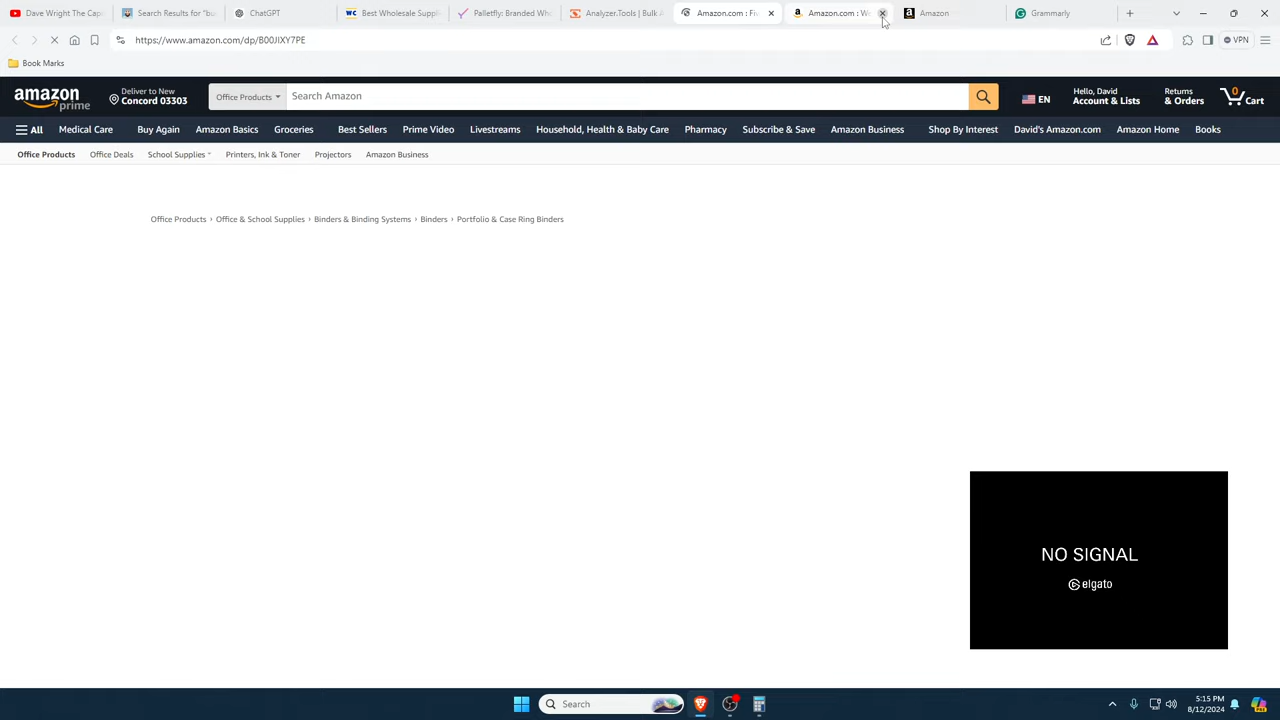 Dave Wright The Capo
Search Results for "bu
ChatGPT
Best Wholesale Suppli
Palletfly: Branded Who
Analyzer.Tools | Bulk A
Amazon.com : Fi
Amazon.com : We
Amazon
Grammarly
https://www.amazon.com/dp/B00JIXY7PE
VPN
Book Marks
amazon prime
Deliver to New
Concord 03303
Office Products
Search Amazon
EN
Hello, David
Account & Lists
Returns
& Orders
0
Cart
All
Medical Care
Buy Again
Amazon Basics
Groceries
Best Sellers
Prime Video
Livestreams
Household, Health & Baby Care
Pharmacy
Subscribe & Save
Amazon Business
Shop By Interest
David's Amazon.com
Amazon Home
Books
Office Products
Office Deals
School Supplies
Printers, Ink & Toner
Projectors
Amazon Business
Office Products › Office & School Supplies › Binders & Binding Systems › Binders › Portfolio & Case Ring Binders
NO SIGNAL
elgato
Search
5:15 PM
8/12/2024